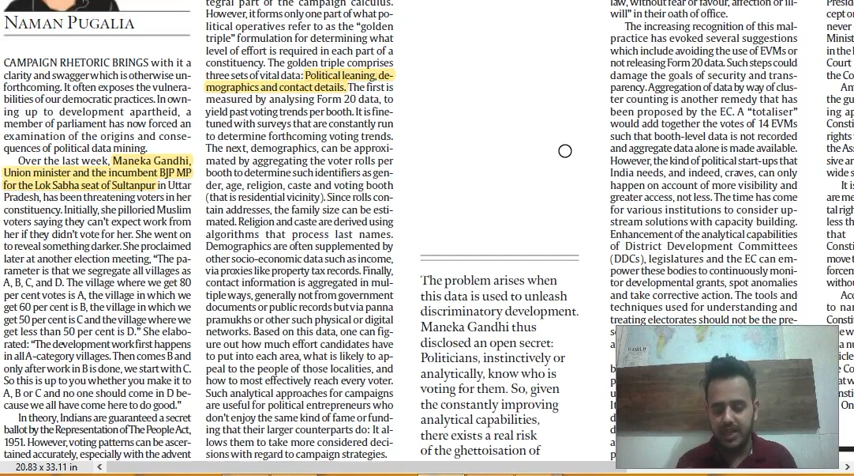 NAMAN PUGALIA
CAMPAIGN RHETORIC BRINGS with it a
clarity and swagger which is otherwise un-
forthcoming. It often exposes the vulnera-
bilities of our democratic practices. In own-
ing up to development apartheid, a
member of parliament has now forced an
examination of the origins and conse-
quences of political data mining.
Over the last week, Maneka Gandhi,
Union minister and the incumbent BJP MP
for the Lok Sabha seat of Sultanpur in Uttar
Pradesh, has been threatening voters in her
constituency. Initially, she pilloried Muslim
voters saying they can't expect work from
her if they didn't vote for her. She went on
to reveal something darker. She proclaimed
later at another election meeting, "The pa-
rameter is that we segregate all villages as
A, B, C, and D. The village where we get 80
per cent votes is A, the village in which we
get 60 per cent is B, the village in which we
get 50 per cent is C and the village where we
get less than 50 per cent is D." She elabo-
rated: "The development work first happens
in all A-category villages. Then comes B and
only after work in B is done, we start with C.
So this is up to you whether you make it to
A, B or C and no one should come in D be-
cause we all have come here to do good."
In theory, Indians are guaranteed a secret
ballot by the Representation of The People Act,
1951. However, voting patterns can be ascer-
tained accurately, especially with the advent
tegral part of the campaign calculus.
However, it forms only one part of what po-
litical operatives refer to as the "golden
triple" formulation for determining what
level of effort is required in each part of a
constituency. The golden triple comprises
three sets of vital data: Political leaning, de-
mographics and contact details. The first is
measured by analysing Form 20 data, to
yield past voting trends per booth. It is fine-
tuned with surveys that are constantly run
to determine forthcoming voting trends.
The next, demographics, can be approxi-
mated by aggregating the voter rolls per
booth to determine such identifiers as gen-
der, age, religion, caste and voting booth
(that is residential vicinity). Since rolls con-
tain addresses, the family size can be esti-
mated. Religion and caste are derived using
algorithms that process last names.
Demographics are often supplemented by
other socio-economic data such as income,
via proxies like property tax records. Finally,
contact information is aggregated in mul-
tiple ways, generally not from government
documents or public records but via panna
pramukhs or other such physical or digital
networks. Based on this data, one can fig-
ure out how much effort candidates have
to put into each area, what is likely to ap-
peal to the people of those localities, and
how to most effectively reach every voter.
Such analytical approaches for campaigns
are useful for political entrepreneurs who
don't enjoy the same kind of fame or fund-
ing that their larger counterparts do: It al-
lows them to take more considered deci-
sions with regard to campaign strategies.
The problem arises when
this data is used to unleash
discriminatory development.
Maneka Gandhi thus
disclosed an open secret:
Politicians, instinctively or
analytically, know who is
voting for them. So, given
the constantly improving
analytical capabilities,
there exists a real risk
of the ghettoisation of
law, without fear or favour, affection or ill-
will" in their oath of office.
The increasing recognition of this mal-
practice has evoked several suggestions
which include avoiding the use of EVMs or
not releasing Form 20 data. Such steps could
damage the goals of security and trans-
parency. Aggregation of data by way of clus-
ter counting is another remedy that has
been proposed by the EC. A "totaliser"
would add together the votes of 14 EVMs
such that booth-level data is not recorded
and aggregate data alone is made available.
However, the kind of political start-ups that
India needs, and indeed, craves, can only
happen on account of more visibility and
greater access, not less. The time has come
for various institutions to consider up-
stream solutions with capacity building.
Enhancement of the analytical capabilities
of District Development Committees
(DDCs), legislatures and the EC can em-
power these bodies to continuously moni-
tor developmental grants, spot anomalies
and take corrective action. The tools and
techniques used for understanding and
treating electorates should not be the pre-
20.83 x 33.11 in